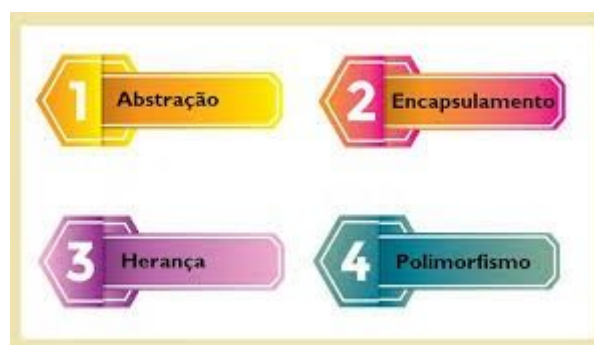 1 Abstração
2 Encapsulamento
3 Herança
4 Polimorfismo